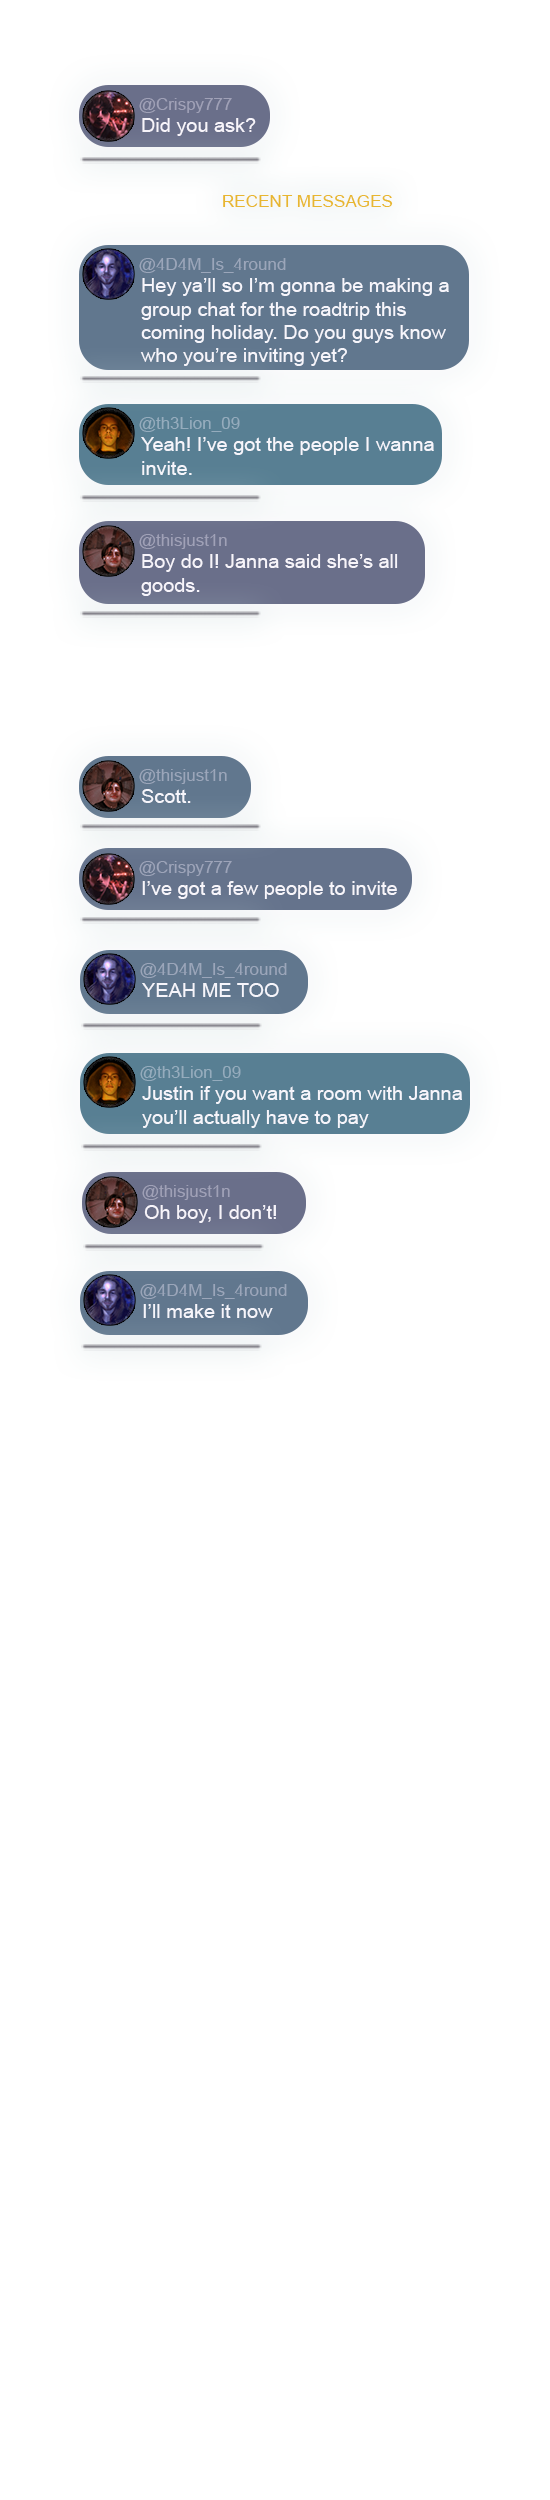 @Crispy777
Did you ask?
RECENT MESSAGES
@4D4M_Is_4round
Hey ya’ll so I’m gonna be making a
group chat for the roadtrip this
coming holiday. Do you guys know
who you’re inviting yet?
@th3Lion_09
Yeah! I’ve got the people I wanna
invite.
@thisjust1n
Boy do I! Janna said she’s all
goods.
@thisjust1n
Scott.
@Crispy777
I’ve got a few people to invite
@4D4M_Is_4round
YEAH ME TOO
@th3Lion_09
Justin if you want a room with Janna
you’ll actually have to pay
@thisjust1n
Oh boy, I don’t!
@4D4M_Is_4round
I’ll make it now